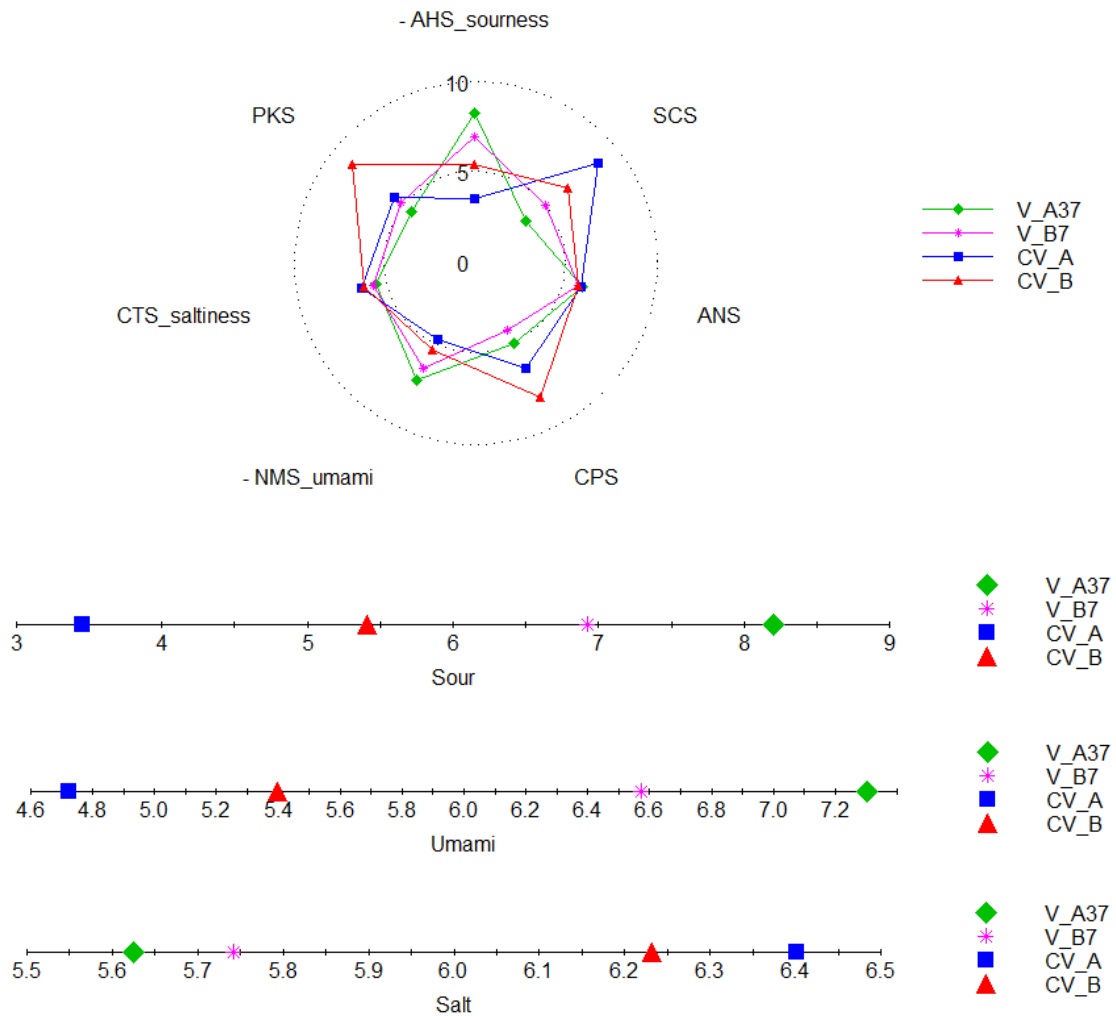 - AHS_sourness
10
PKS
SCS
5
V_A37
V_B7
CV_A
CV_B
0
CTS_saltiness
ANS
- NMS_umami
CPS
V_A37
V_B7
CV_A
CV_B
3 4 5 6 7 8 9
Sour
V_A37
V_B7
CV_A
CV_B
4.6 4.8 5.0 5.4 5.6 5.8 6.0 6.2 6.4 6.6 6.8 7.0 7.2
Umami
V_A37
V_B7
CV_A
CV_B
5.5 5.6 5.7 5.8 5.9 6.0 6.1 6.2 6.3 6.4 6.5
Salt